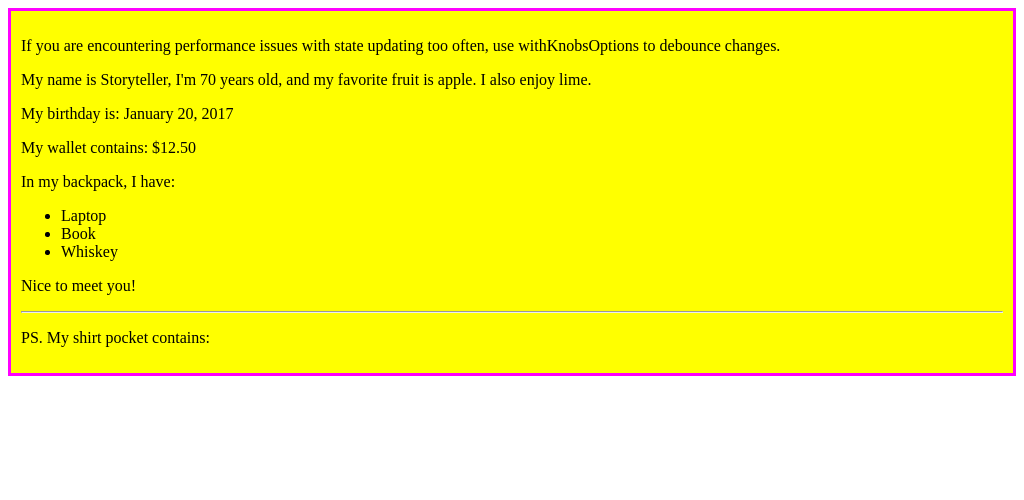 If you are encountering performance issues with state updating too often, use withKnobsOptions to debounce changes.
My name is Storyteller, I'm 70 years old, and my favorite fruit is apple. I also enjoy lime.
My birthday is: January 20, 2017
My wallet contains: $12.50
In my backpack, I have:
• Laptop
• Book
• Whiskey
Nice to meet you!
PS. My shirt pocket contains: